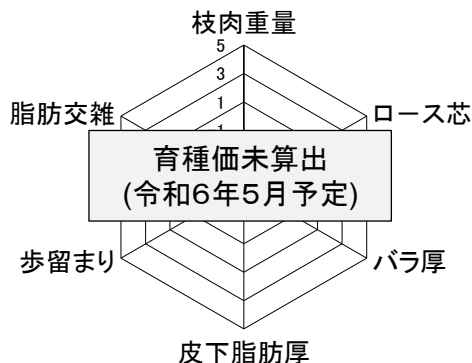 枝肉重量
5
3
1
脂肪交雑
ロース芯
育種価未算出
(令和6年5月予定)
歩留まり
バラ厚
皮下脂肪厚